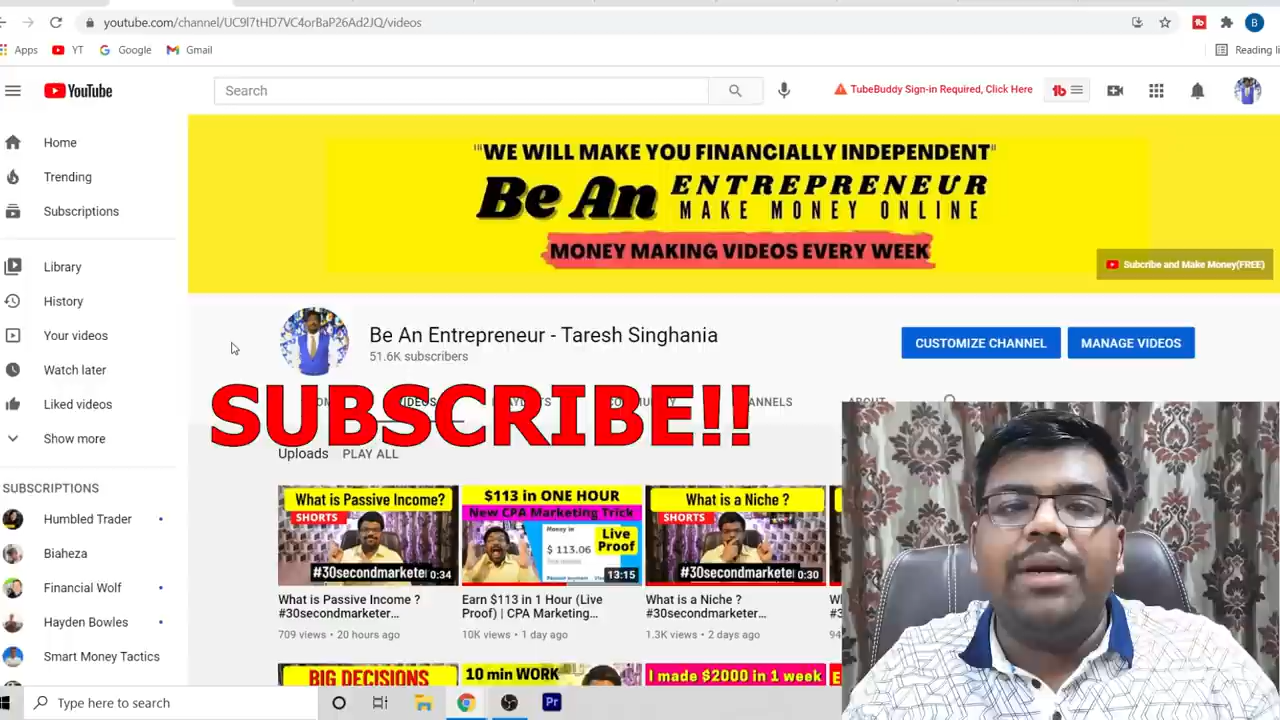 youtube.com/channel/UC9l7tHD7VC4orBaP26Ad2JQ/videos
Apps YT Google Gmail Reading li
YouTube Search TubeBuddy Sign-in Required, Click Here
"WE WILL MAKE YOU FINANCIALLY INDEPENDENT"
Be An ENTREPRENEUR
MAKE MONEY ONLINE
MONEY MAKING VIDEOS EVERY WEEK
Subcribe and Make Money(FREE)
Home
Trending
Subscriptions
Library
History
Your videos
Watch later
Liked videos
Show more
SUBSCRIPTIONS
Humbled Trader
Biaheza
Financial Wolf
Hayden Bowles
Smart Money Tactics
Be An Entrepreneur - Taresh Singhania
51.6K subscribers
CUSTOMIZE CHANNEL MANAGE VIDEOS
SUBSCRIBE!!
ABOUT
Uploads PLAY ALL
What is Passive Income?
SHORTS
#30secondmarketer
0:34
What is Passive Income ?
#30secondmarketer...
709 views • 20 hours ago
$113 in ONE HOUR
New CPA Marketing Trick
Money in
$ 113.06
Live
Proof
13:15
Earn $113 in 1 Hour (Live
Proof) | CPA Marketing...
10K views • 1 day ago
What is a Niche ?
SHORTS
#30secondmarketer
0:30
What is a Niche ?
#30secondmarketer...
1.3K views • 2 days ago
BIG DECISIONS
10 min WORK
I made $2000 in 1 week
Type here to search
Pr
B